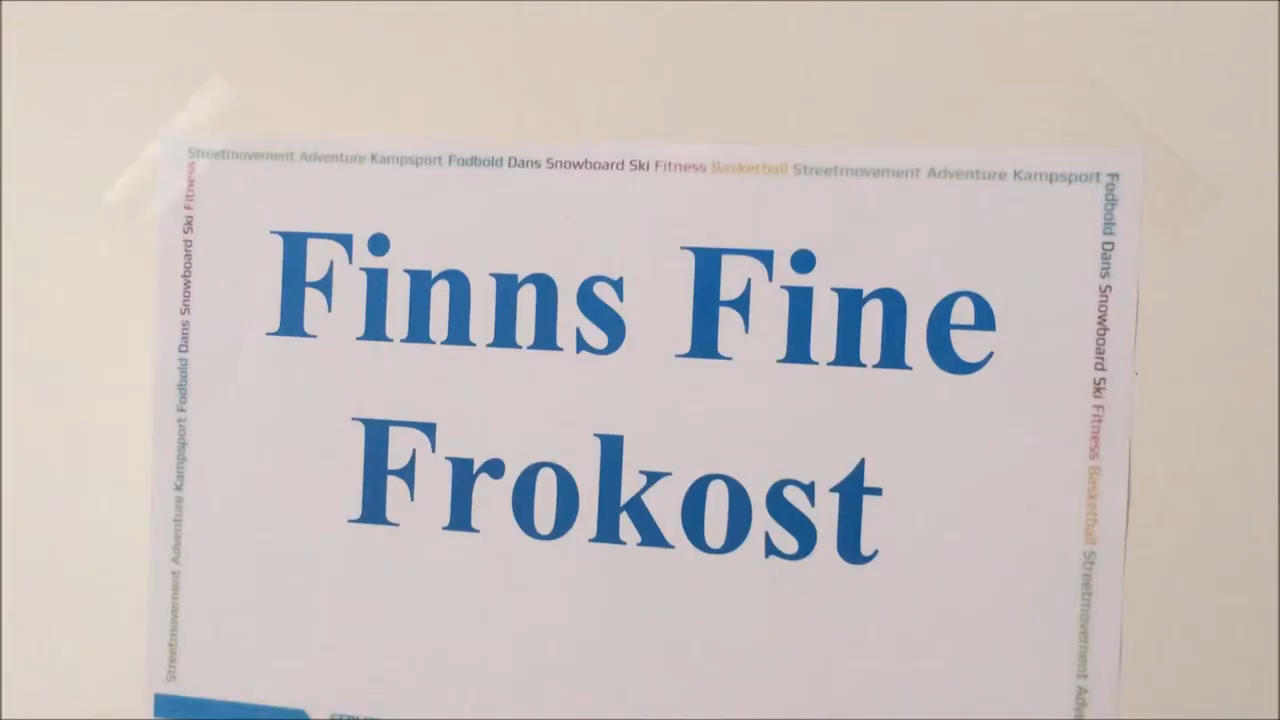 Streetmovement Adventure Kampsport Fodbold Dans Snowboard Ski Fitness Basketball Streetmovement Adventure Kampsport
Fodbold Dans Snowboard Ski Fitness Basketball Streetmovement
Streetmovement Adventure Kampsport Fodbold Dans Snowboard Ski Fitness
Finns Fine
Frokost